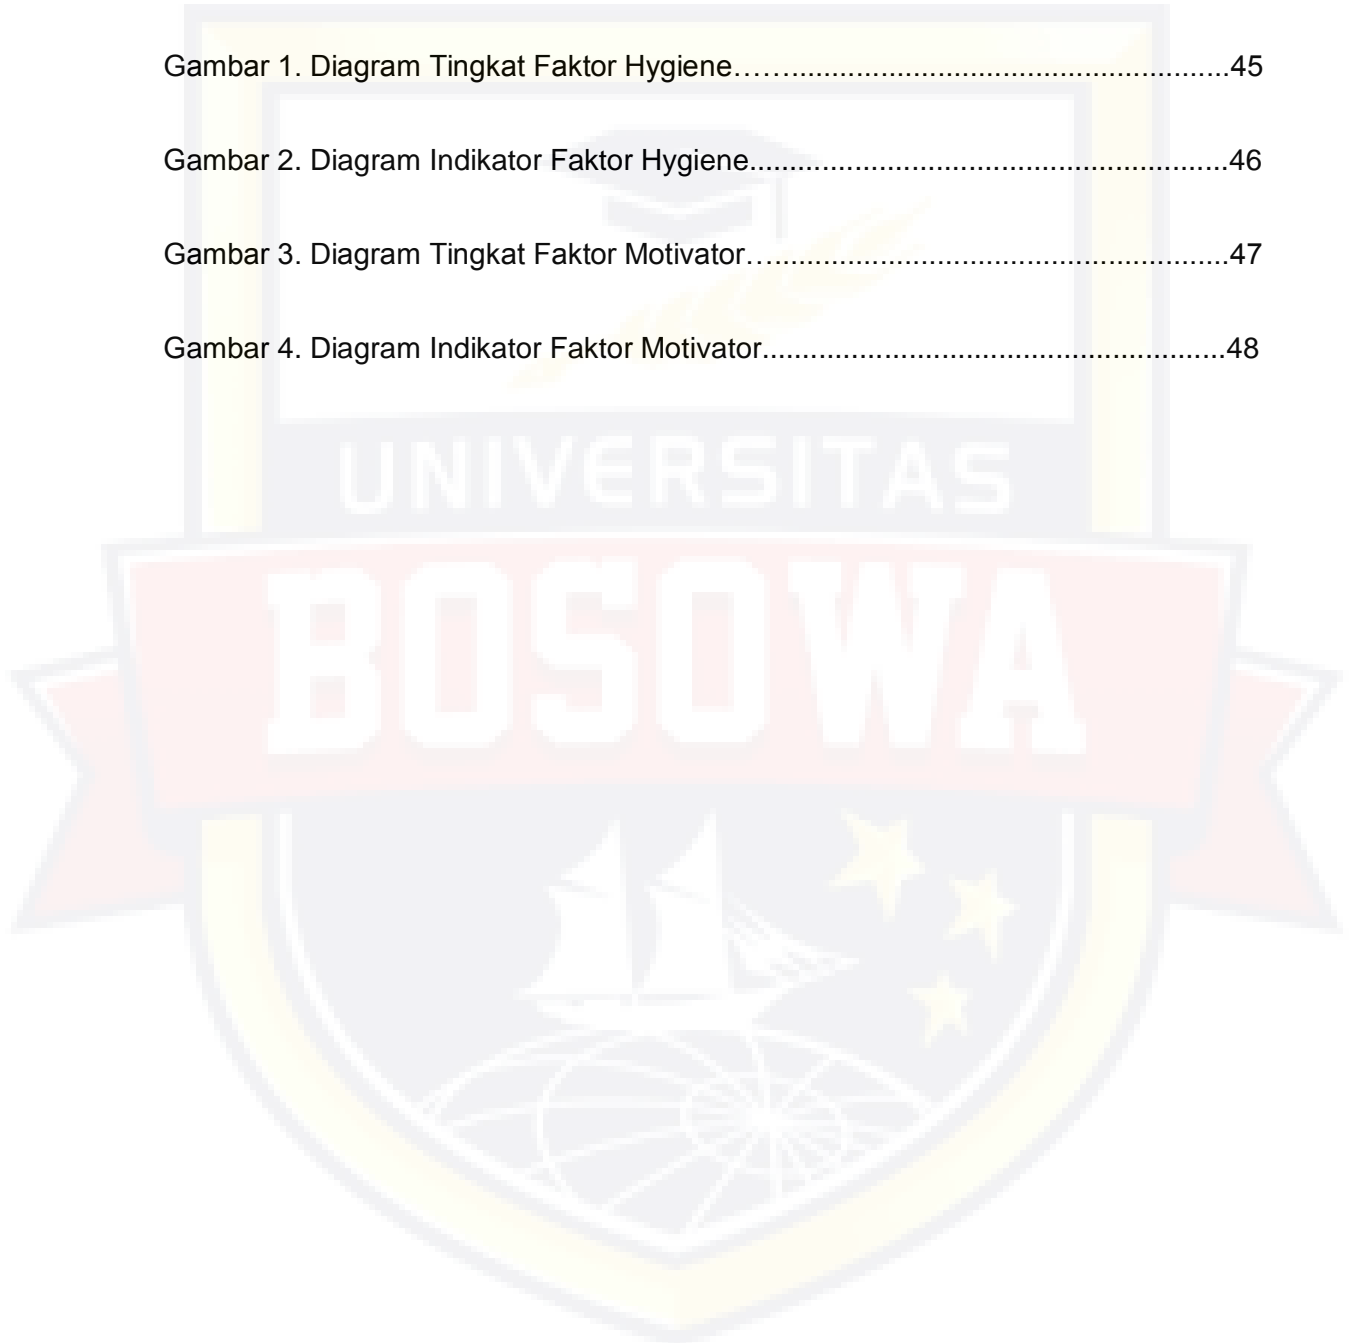 Gambar 1. Diagram Tingkat Faktor Hygiene…….......................................................45
Gambar 2. Diagram Indikator Faktor Hygiene............................................................46
Gambar 3. Diagram Tingkat Faktor Motivator….........................................................47
Gambar 4. Diagram Indikator Faktor Motivator..........................................................48
UNIVERSITAS
BOSOWA